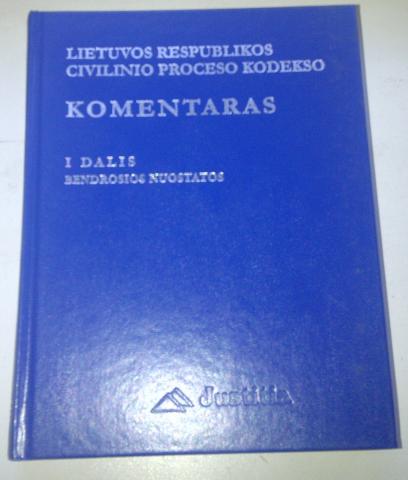 LIETUVOS RESPUBLIKOS
CIVILINIO PROCESO KODEKSO
KOMENTARAS
I DALIS
BENDROSIOS NUOSTATOS
Justitia